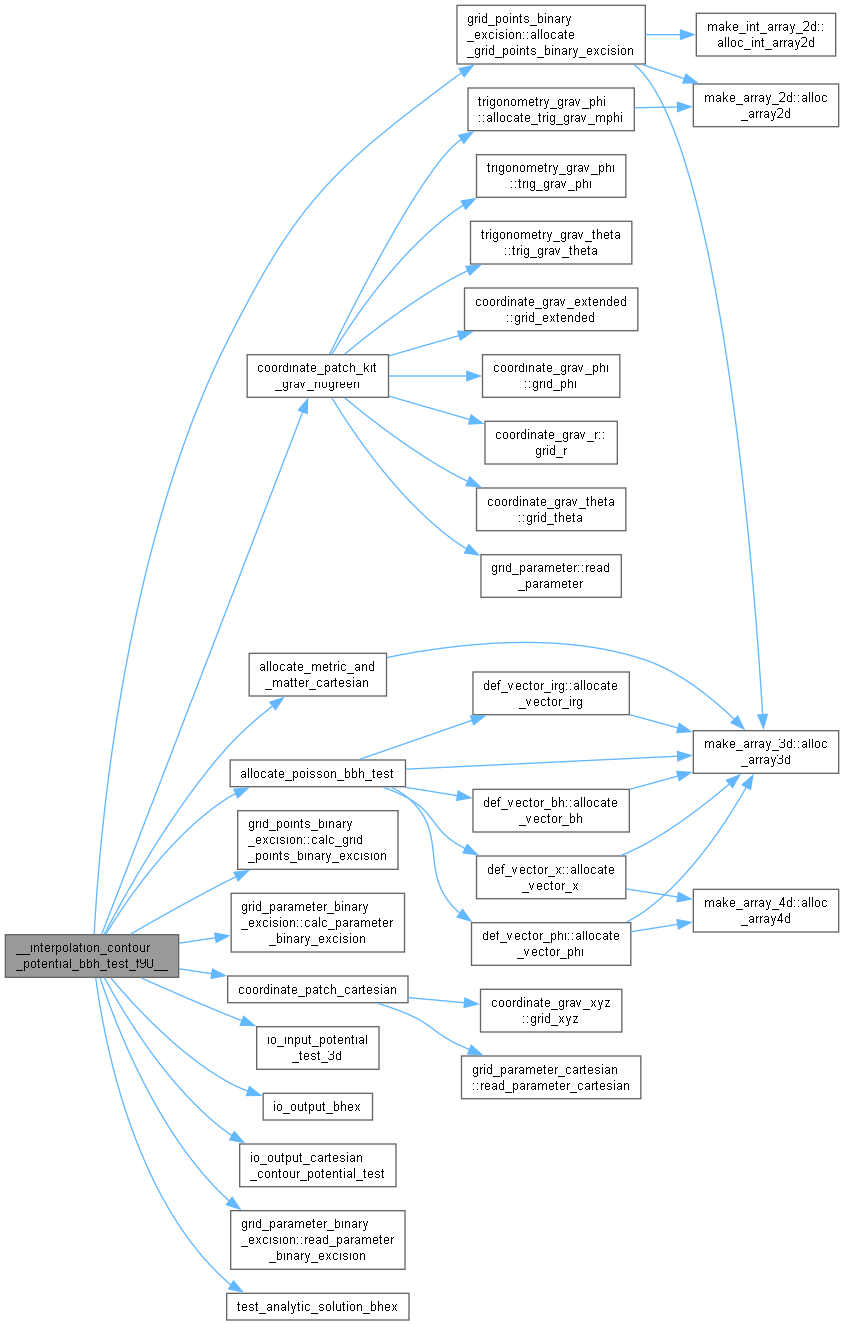 grid_points_binary
_excision::allocate
_grid_points_binary_excision
make_int_array_2d::
alloc_int_array2d
make_array_2d::alloc
_array2d
trigonometry_grav_phi
::allocate_trig_grav_mphi
trigonometry_grav_phi
::trig_grav_phi
trigonometry_grav_theta
::trig_grav_theta
coordinate_grav_extended
::grid_extended
coordinate_patch_kit
_grav_nogreen
coordinate_grav_phi
::grid_phi
coordinate_grav_r::
grid_r
coordinate_grav_theta
::grid_theta
grid_parameter::read
_parameter
allocate_metric_and
_matter_cartesian
def_vector_irg::allocate
_vector_irg
make_array_3d::alloc
_array3d
allocate_poisson_bbh_test
def_vector_bh::allocate
_vector_bh
grid_points_binary
_excision::calc_grid
_points_binary_excision
def_vector_x::allocate
_vector_x
make_array_4d::alloc
_array4d
grid_parameter_binary
_excision::calc_parameter
_binary_excision
def_vector_phi::allocate
_vector_phi
__interpolation_contour
_potential_bbh_test_f90__
coordinate_patch_cartesian
coordinate_grav_xyz
::grid_xyz
io_input_potential
_test_3d
grid_parameter_cartesian
::read_parameter_cartesian
io_output_bhex
io_output_cartesian
_contour_potential_test
grid_parameter_binary
_excision::read_parameter
_binary_excision
test_analytic_solution_bhex